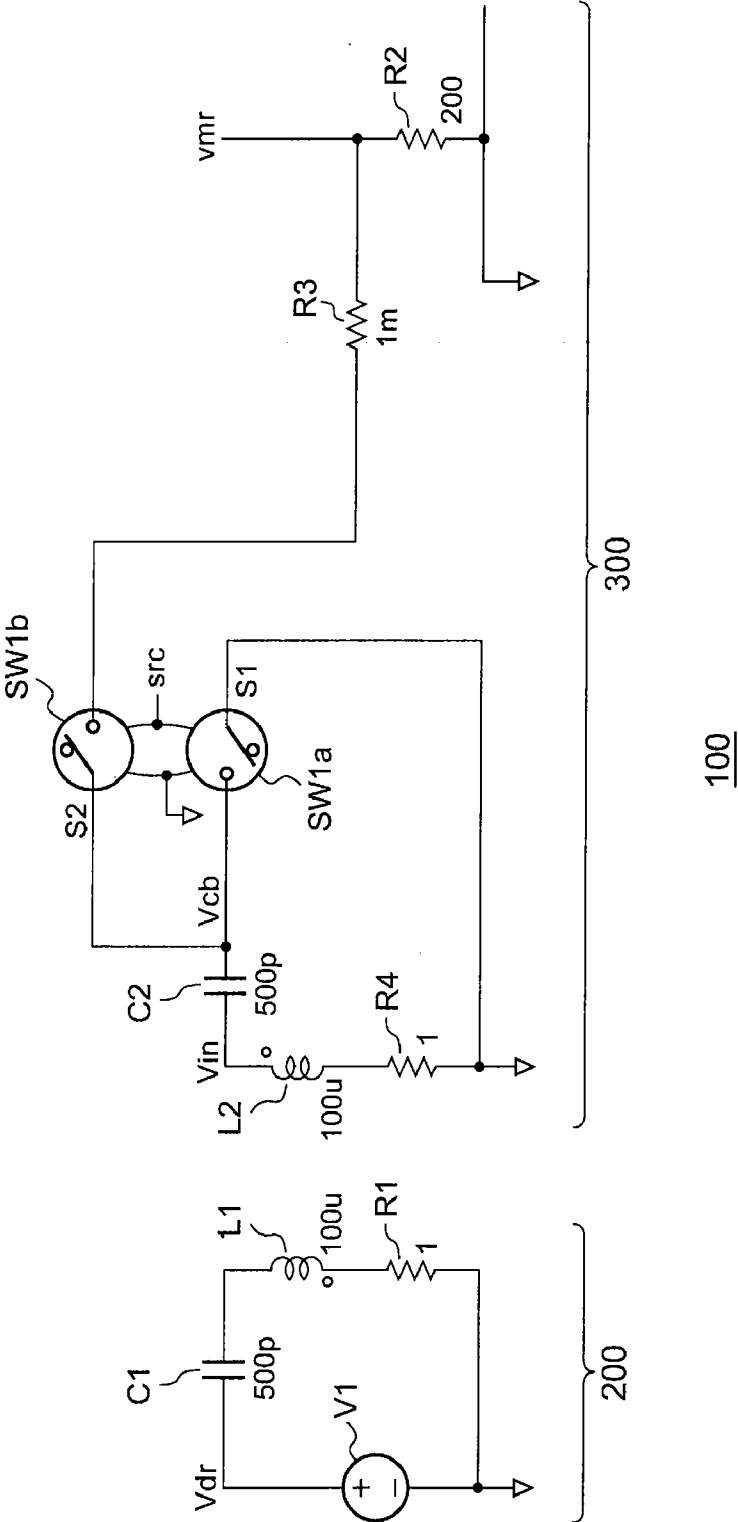 Vdr
C1
500p
L1
100u
R1
1
V1
200
Vin
C2
500p
Vcb
L2
100u
R4
1
S2
SW1b
src
S1
SW1a
R3
1m
vmr
R2
200
300
100